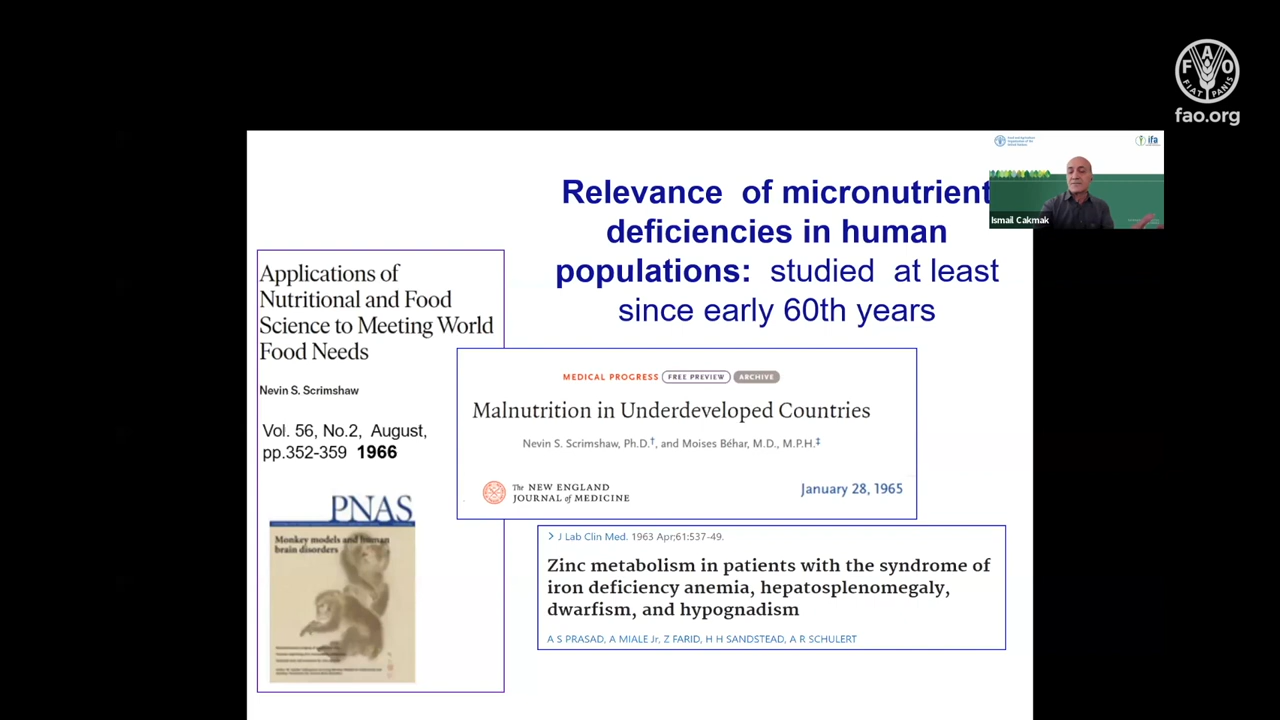 FAO
FIAT PANIS
fao.org
ifa
Ismail Cakmak
Relevance of micronutrient
deficiencies in human
populations: studied at least
since early 60th years
Applications of
Nutritional and Food
Science to Meeting World
Food Needs
Nevin S. Scrimshaw
Vol. 56, No.2, August,
pp.352-359 1966
PNAS
Monkey models and human
brain disorders
MEDICAL PROGRESS FREE PREVIEW ARCHIVE
Malnutrition in Underdeveloped Countries
Nevin S. Scrimshaw, Ph.D.†, and Moises Béhar, M.D., M.P.H.‡
The NEW ENGLAND
JOURNAL of MEDICINE
January 28, 1965
> J Lab Clin Med. 1963 Apr;61:537-49.
Zinc metabolism in patients with the syndrome of
iron deficiency anemia, hepatosplenomegaly,
dwarfism, and hypognadism
A S PRASAD, A MIALE Jr, Z FARID, H H SANDSTEAD, A R SCHULERT